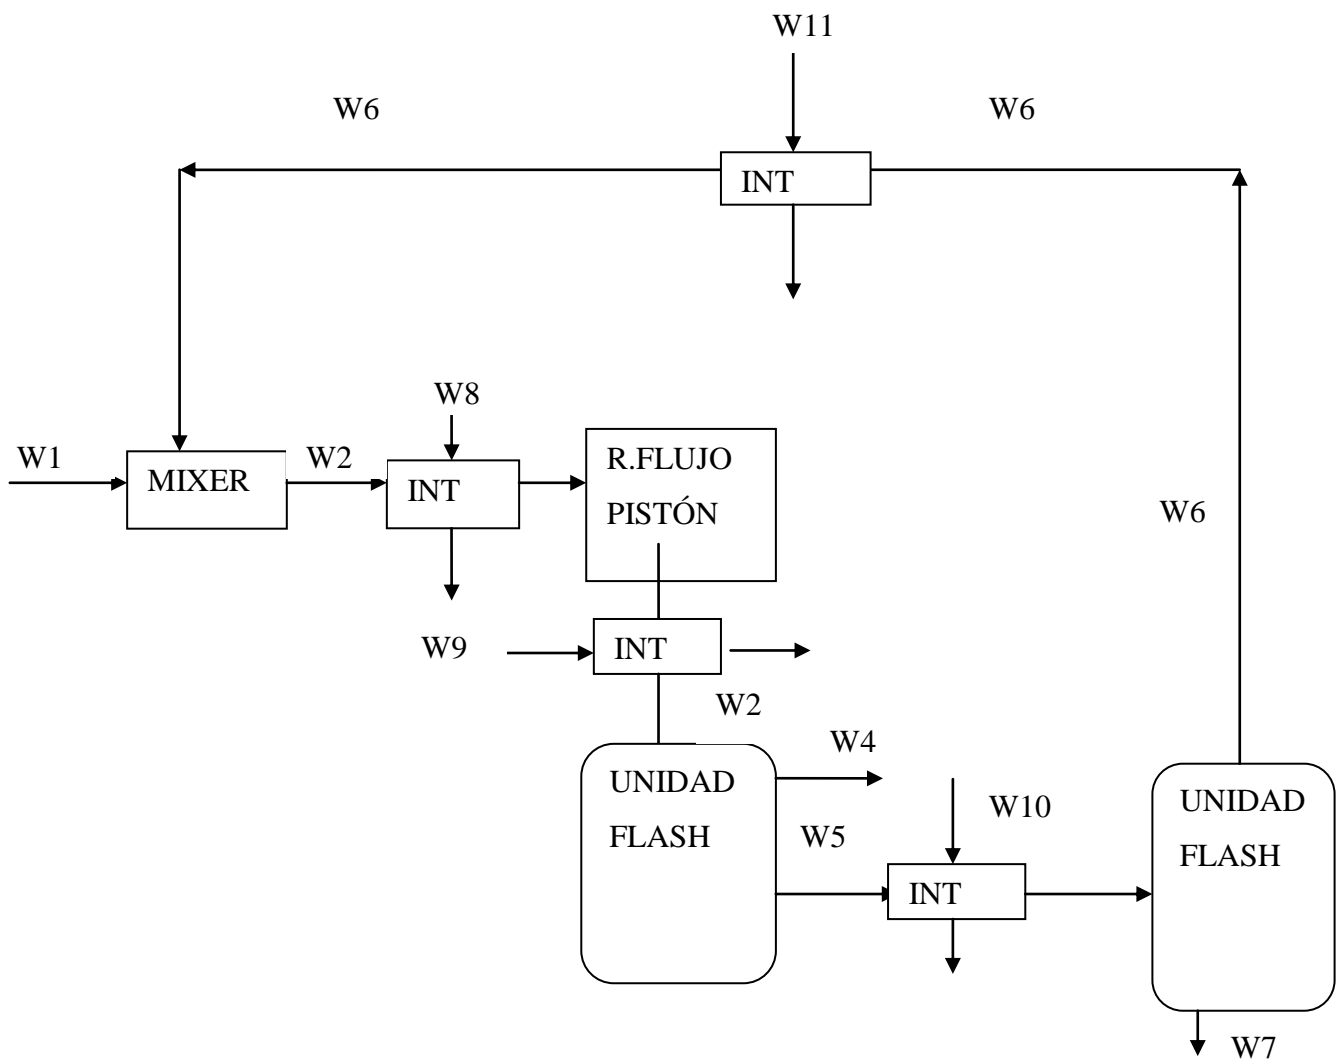 W11
W6
W6
INT
W8
W1
MIXER
W2
INT
R.FLUJO
PISTÓN
W6
W9
INT
W2
W4
UNIDAD
FLASH
W5
W10
INT
UNIDAD
FLASH
W7